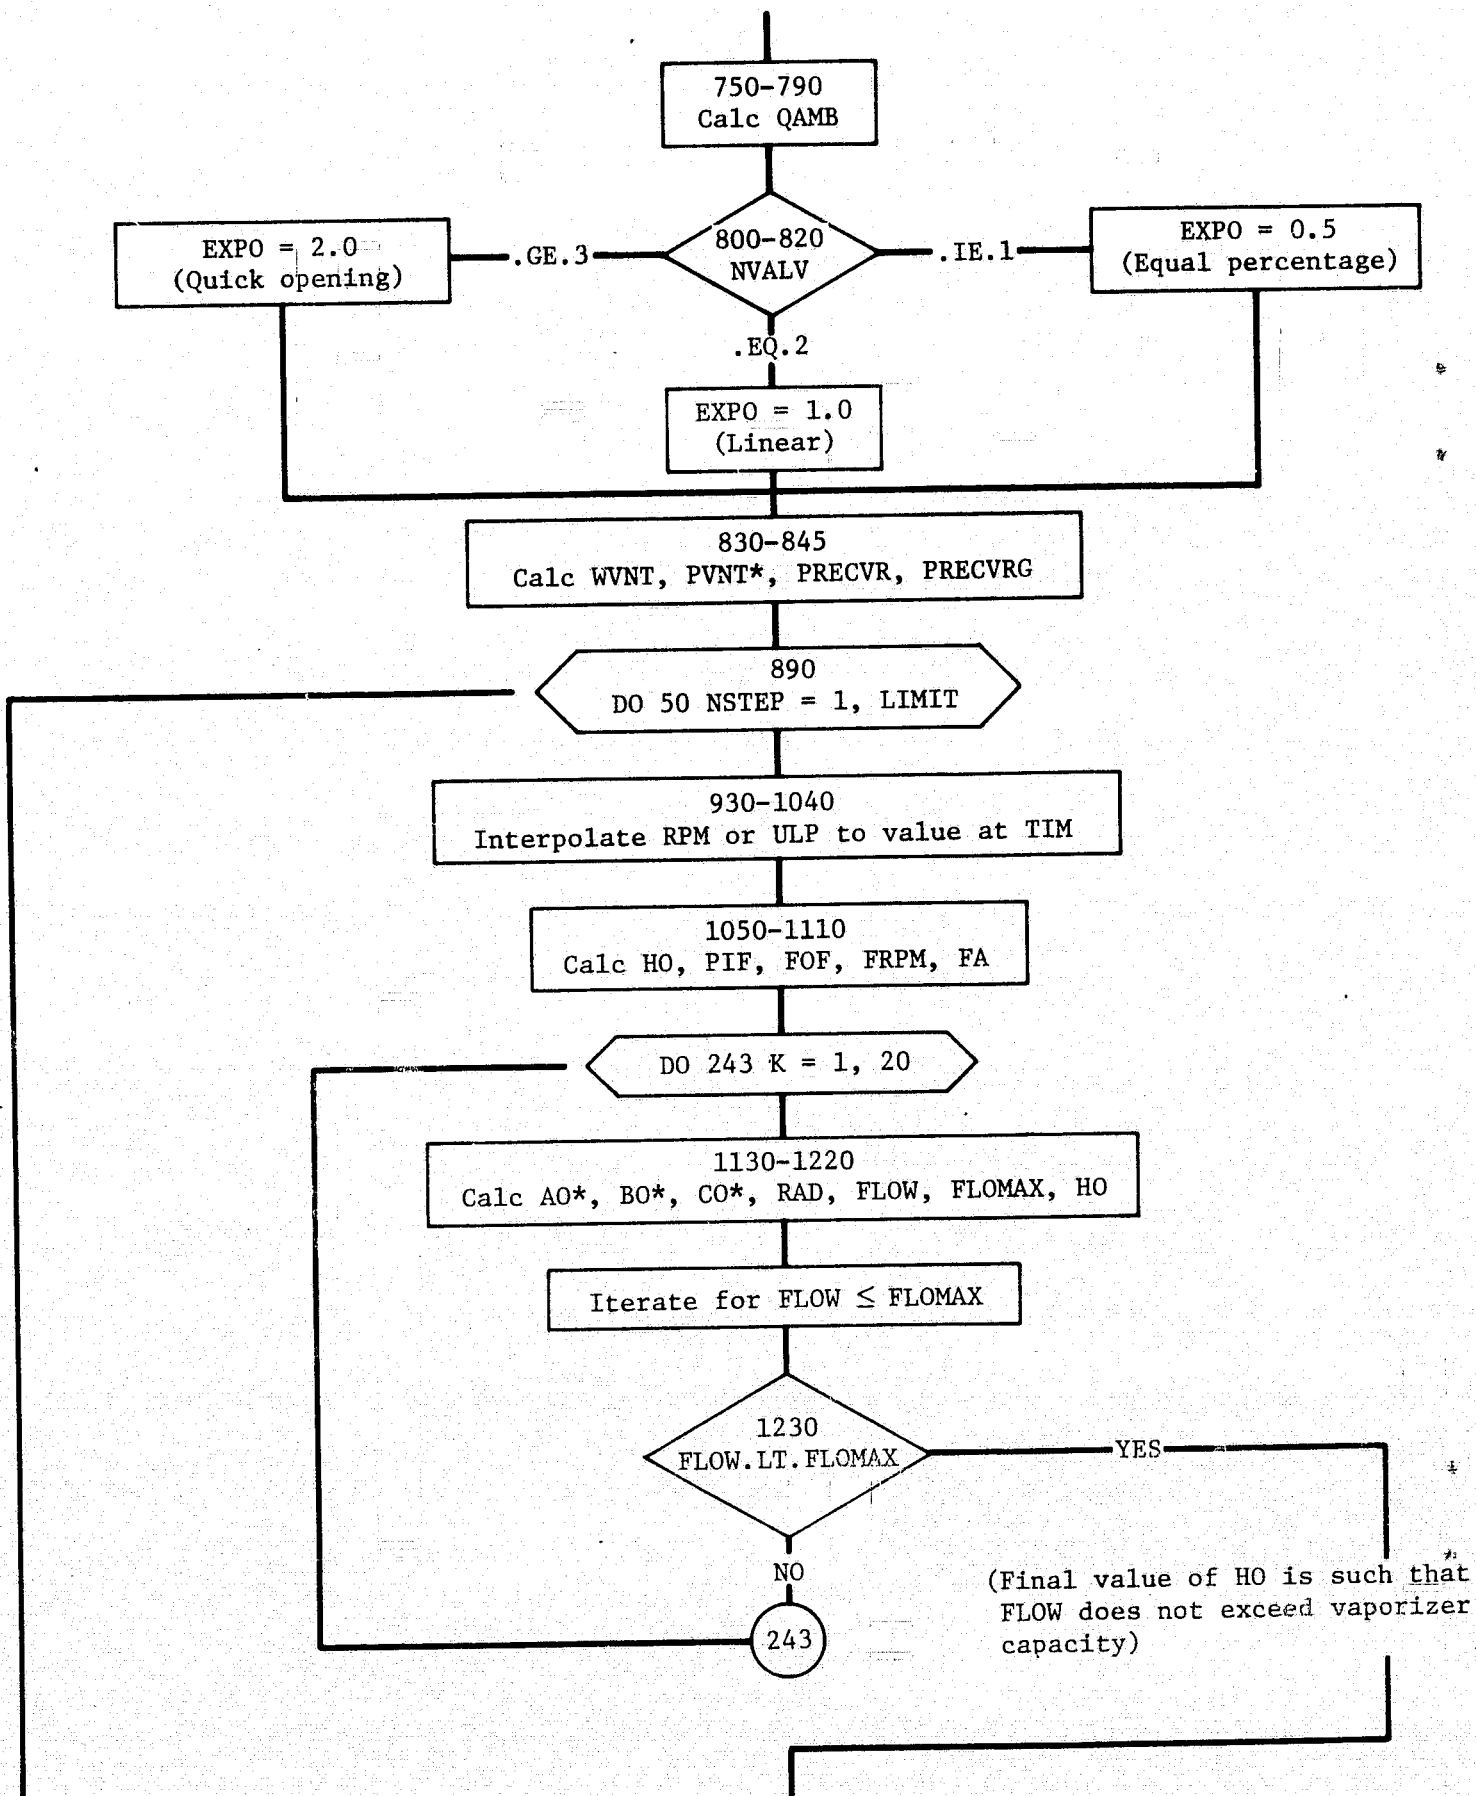 750-790
Calc QAMB
EXPO = 2.0
(Quick opening)
.GE.3
800-820
NVALV
.IE.1
EXPO = 0.5
(Equal percentage)
.EQ.2
EXPO = 1.0
(Linear)
830-845
Calc WVNT, PVNT*, PRECVR, PRECVRG
890
DO 50 NSTEP = 1, LIMIT
930-1040
Interpolate RPM or ULP to value at TIM
1050-1110
Calc HO, PIF, FOF, FRPM, FA
DO 243 K = 1, 20
1130-1220
Calc AO*, BO*, CO*, RAD, FLOW, FLOMAX, HO
Iterate for FLOW ≤ FLOMAX
1230
FLOW.LT.FLOMAX
YES
NO
243
(Final value of HO is such that
FLOW does not exceed vaporizer
capacity)